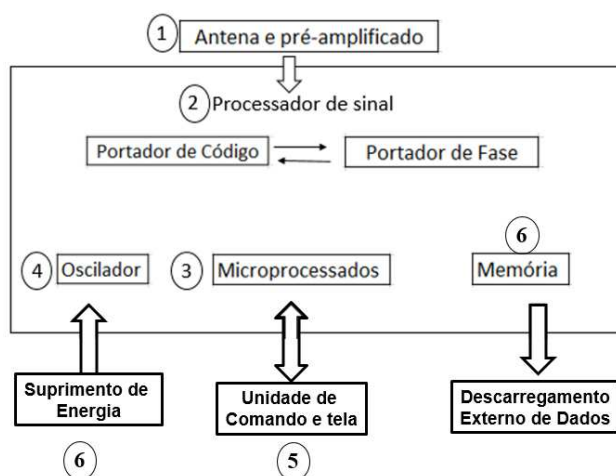 1 Antena e pré-amplificado
2 Processador de sinal
Portador de Código
Portador de Fase
6
4 Oscilador
3 Microprocessados
Memória
Suprimento de
Energia
Unidade de
Comando e tela
Descarregamento
Externo de Dados
6
5